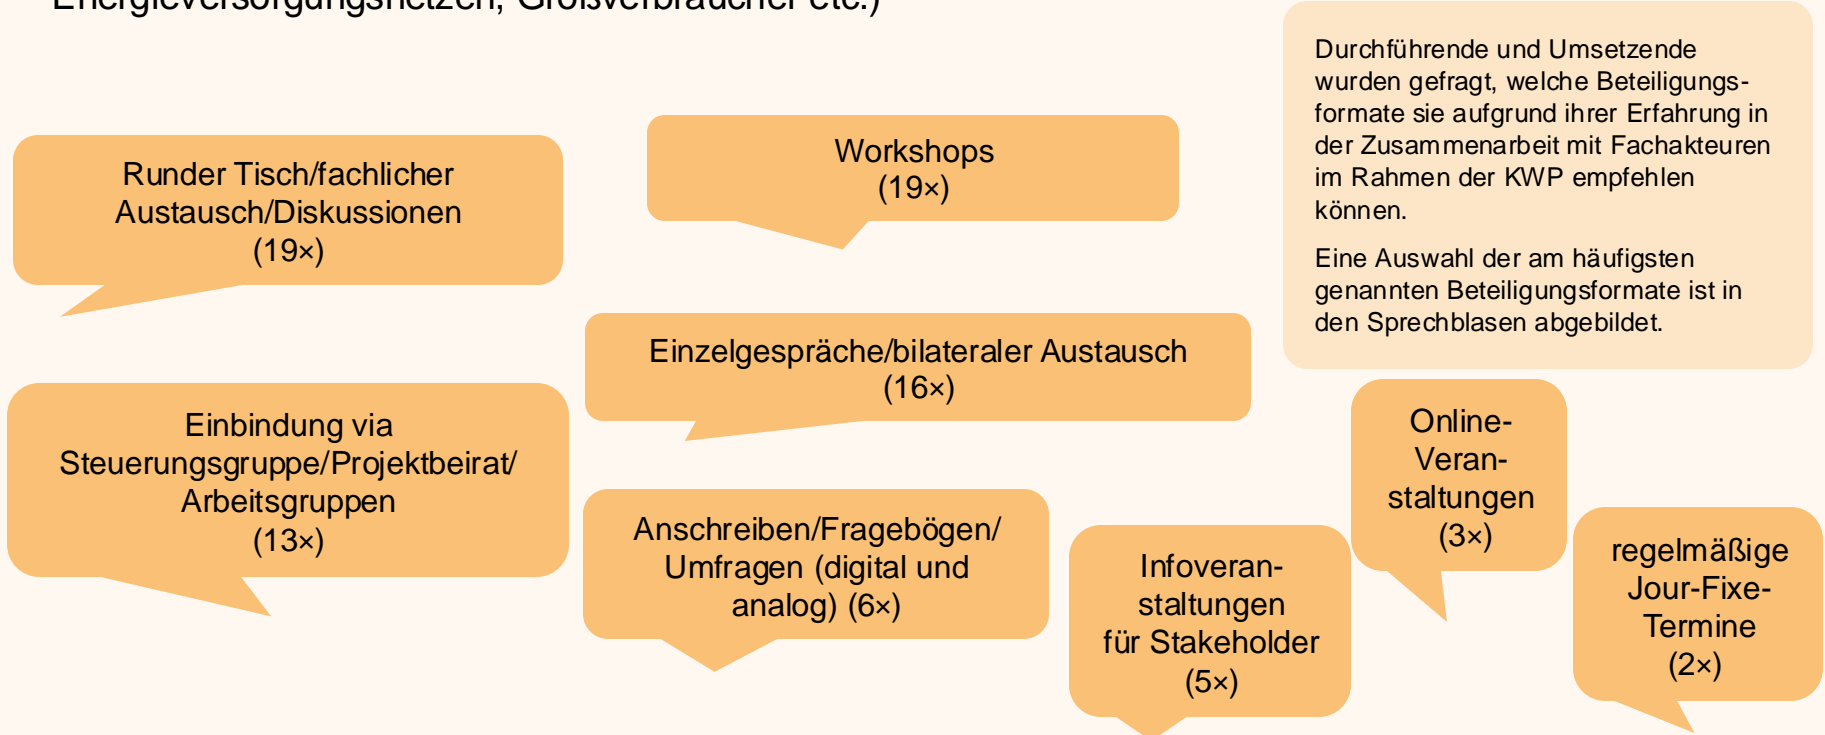 Energieversorgungsnetzen, Großverbraucher etc.)
Durchführende und Umsetzende
wurden gefragt, welche Beteiligungs-
formate sie aufgrund ihrer Erfahrung in
der Zusammenarbeit mit Fachakteuren
im Rahmen der KWP empfehlen
können.
Eine Auswahl der am häufigsten
genannten Beteiligungsformate ist in
den Sprechblasen abgebildet.
Runder Tisch/fachlicher
Austausch/Diskussionen
(19×)
Workshops
(19×)
Einzelgespräche/bilateraler Austausch
(16×)
Einbindung via
Steuerungsgruppe/Projektbeirat/
Arbeitsgruppen
(13×)
Anschreiben/Fragebögen/
Umfragen (digital und
analog) (6×)
Infoveran-
staltungen
für Stakeholder
(5×)
Online-
Veran-
staltungen
(3×)
regelmäßige
Jour-Fixe-
Termine
(2×)